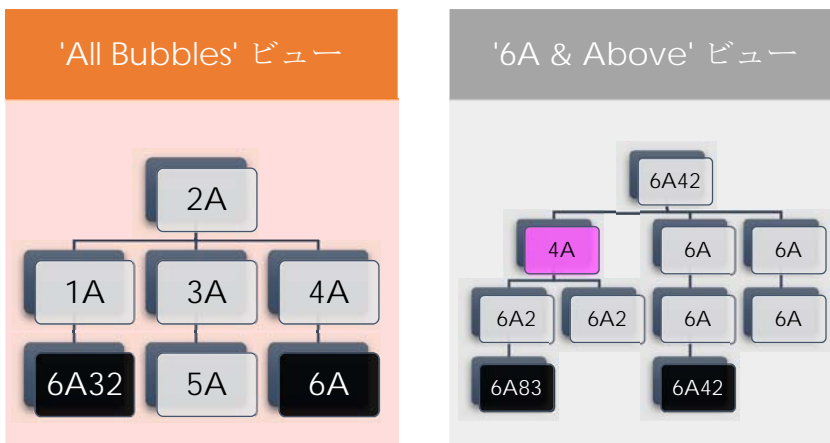 'All Bubbles' ビュー
2A
1A 3A 4A
6A32 5A 6A
'6A & Above' ビュー
6A42
4A 6A 6A
6A2 6A2 6A 6A
6A83 6A42